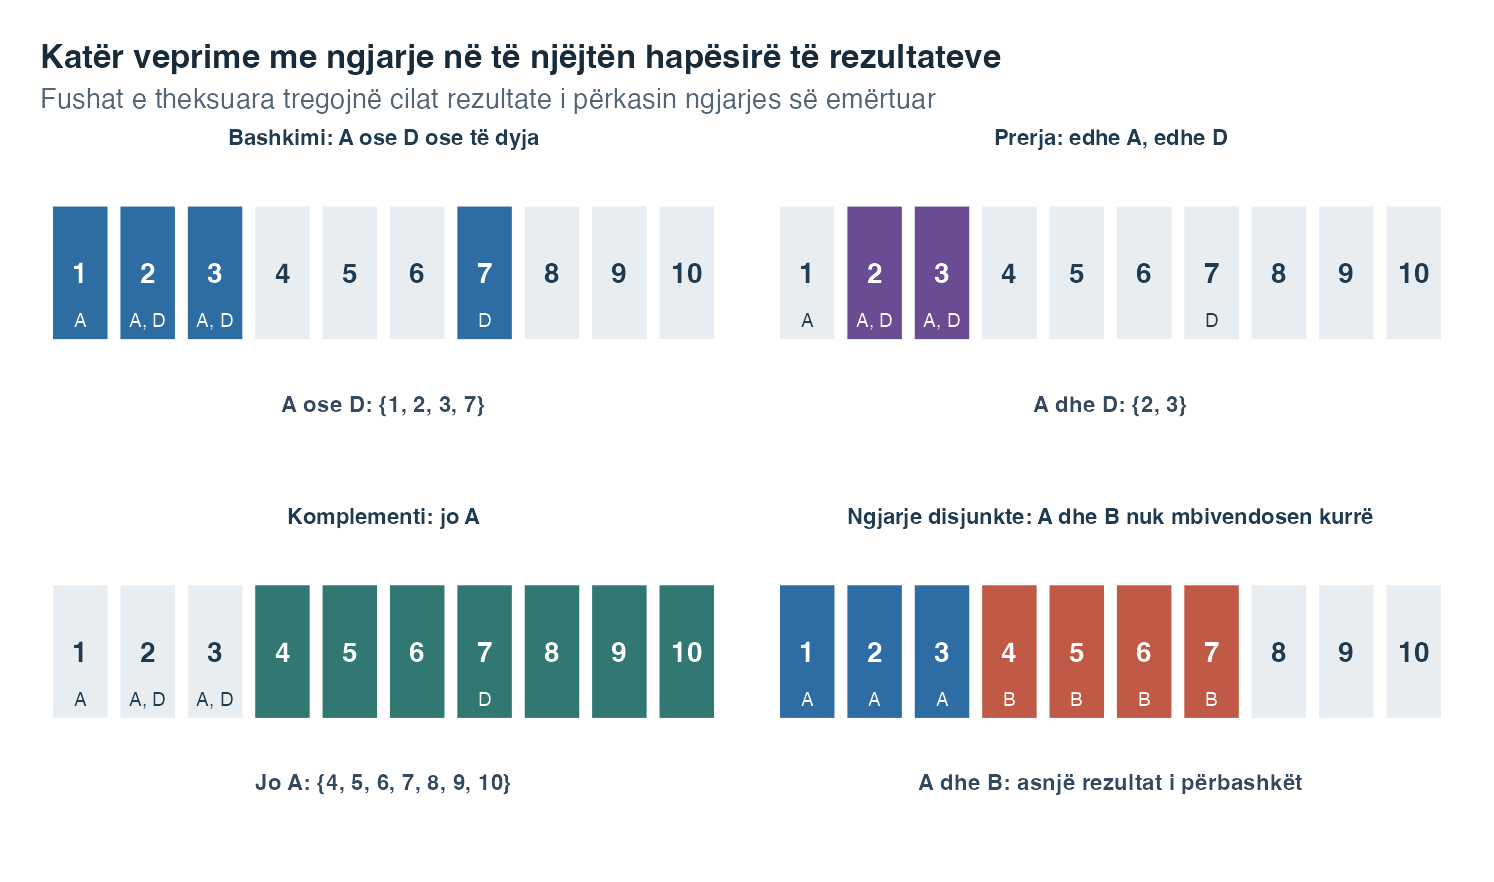 Katër veprime me ngjarje në të njëjtën hapësirë të rezultateve
Fushat e theksuara tregojnë cilat rezultate i përkasin ngjarjes së emërtuar
Bashkimi: A ose D ose të dyja
1 2 3 4 5 6 7 8 9 10
A A, D A, D D
A ose D: {1, 2, 3, 7}
Prerja: edhe A, edhe D
1 2 3 4 5 6 7 8 9 10
A A, D A, D D
A dhe D: {2, 3}
Komplementi: jo A
1 2 3 4 5 6 7 8 9 10
A A, D A, D D
Jo A: {4, 5, 6, 7, 8, 9, 10}
Ngjarje disjunkte: A dhe B nuk mbivendosen kurrë
1 2 3 4 5 6 7 8 9 10
A A A B B B B
A dhe B: asnjë rezultat i përbashkët